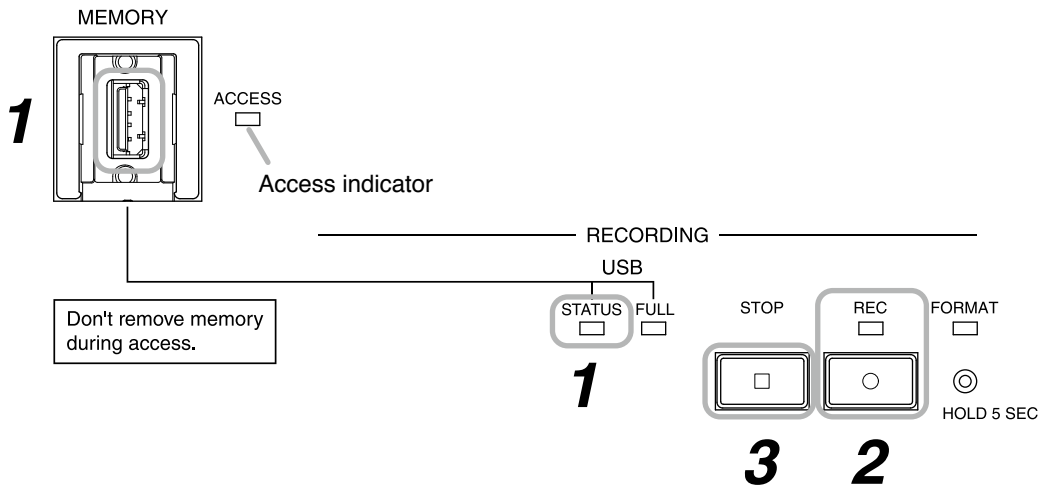 MEMORY
1
ACCESS
Access indicator
RECORDING
USB
Don't remove memory
during access.
STATUS
FULL
STOP
REC
FORMAT
1
HOLD 5 SEC
3
2